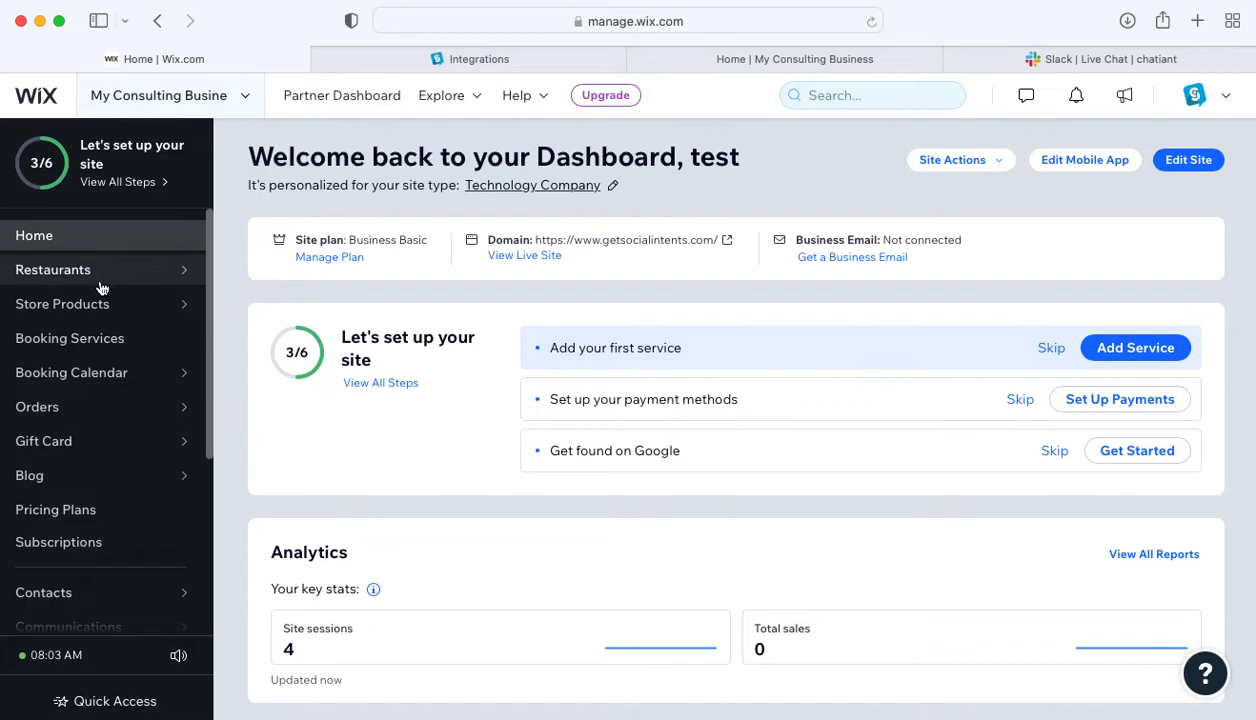 manage.wix.com
WiX Home | Wix.com
Integrations
Home | My Consulting Business
Slack | Live Chat | chatiant
WiX
My Consulting Busine
Partner Dashboard
Explore
Help
Upgrade
Search...
3/6
Let's set up your
site
View All Steps
Home
Restaurants
Store Products
Booking Services
Booking Calendar
Orders
Gift Card
Blog
Pricing Plans
Subscriptions
Contacts
Communications
08:03 AM
Quick Access
Welcome back to your Dashboard, test
It's personalized for your site type: Technology Company
Site Actions
Edit Mobile App
Edit Site
Site plan: Business Basic
Manage Plan
Domain: https://www.getsocialintents.com/
View Live Site
Business Email: Not connected
Get a Business Email
3/6
Let's set up your
site
View All Steps
Add your first service
Skip
Add Service
Set up your payment methods
Skip
Set Up Payments
Get found on Google
Skip
Get Started
Analytics
View All Reports
Your key stats:
Site sessions
4
Total sales
0
Updated now
?